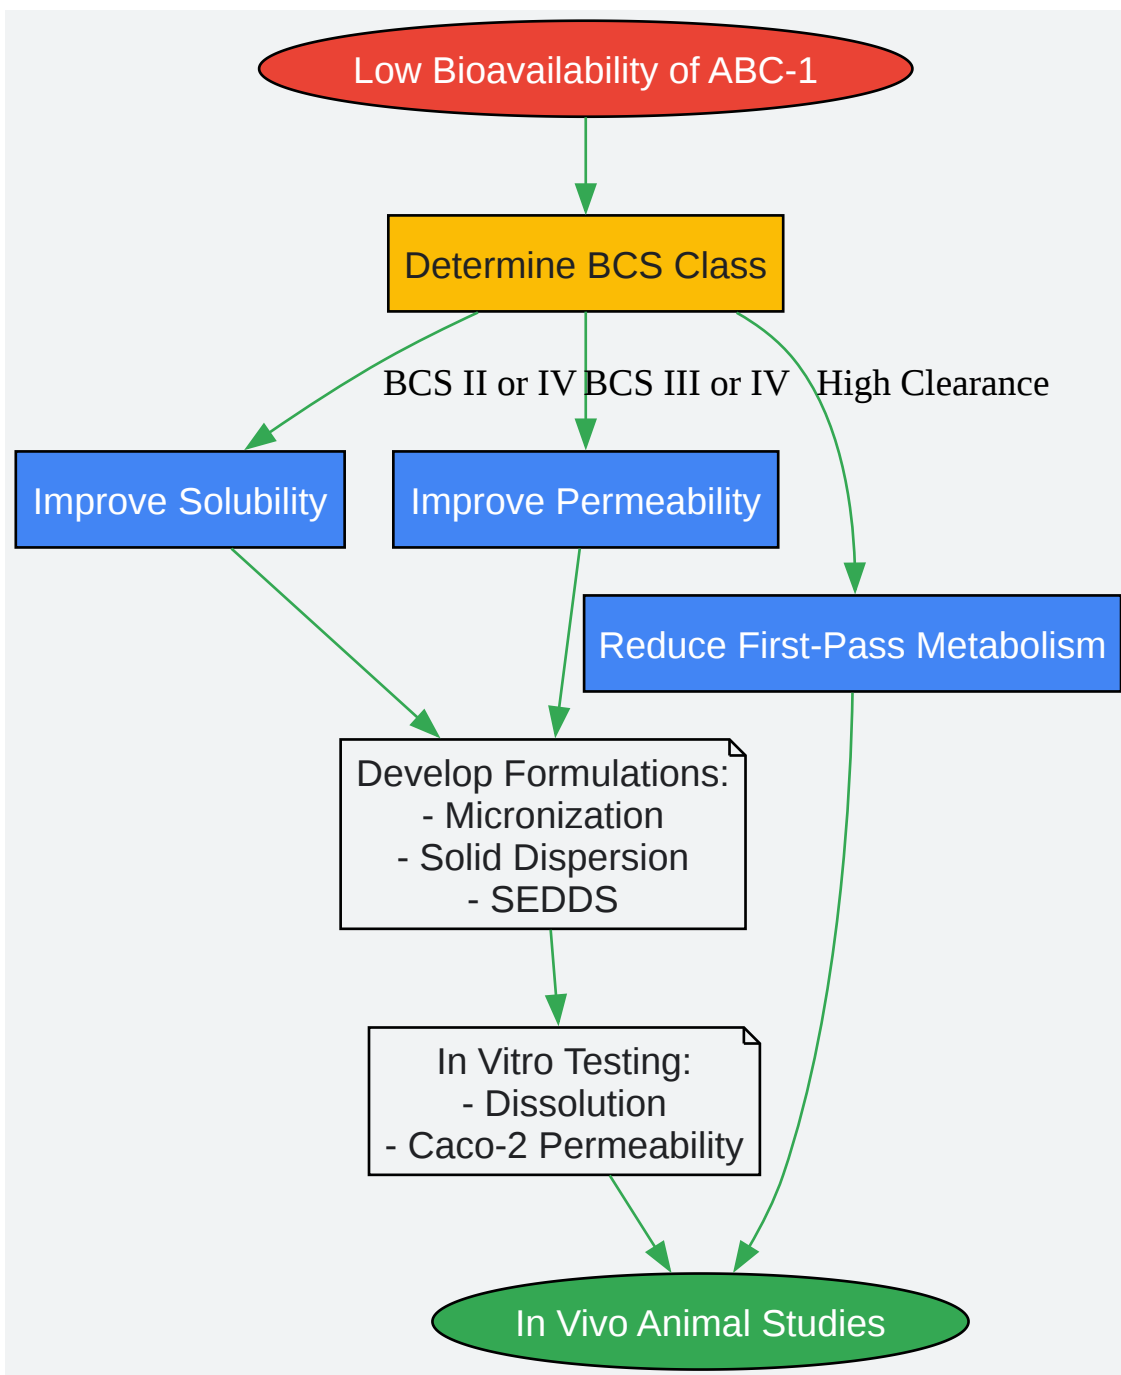 Low Bioavailability of ABC-1
Determine BCS Class
BCS II or IV
BCS III or IV
High Clearance
Improve Solubility
Improve Permeability
Reduce First-Pass Metabolism
Develop Formulations:
- Micronization
- Solid Dispersion
- SEDDS
In Vitro Testing:
- Dissolution
- Caco-2 Permeability
In Vivo Animal Studies